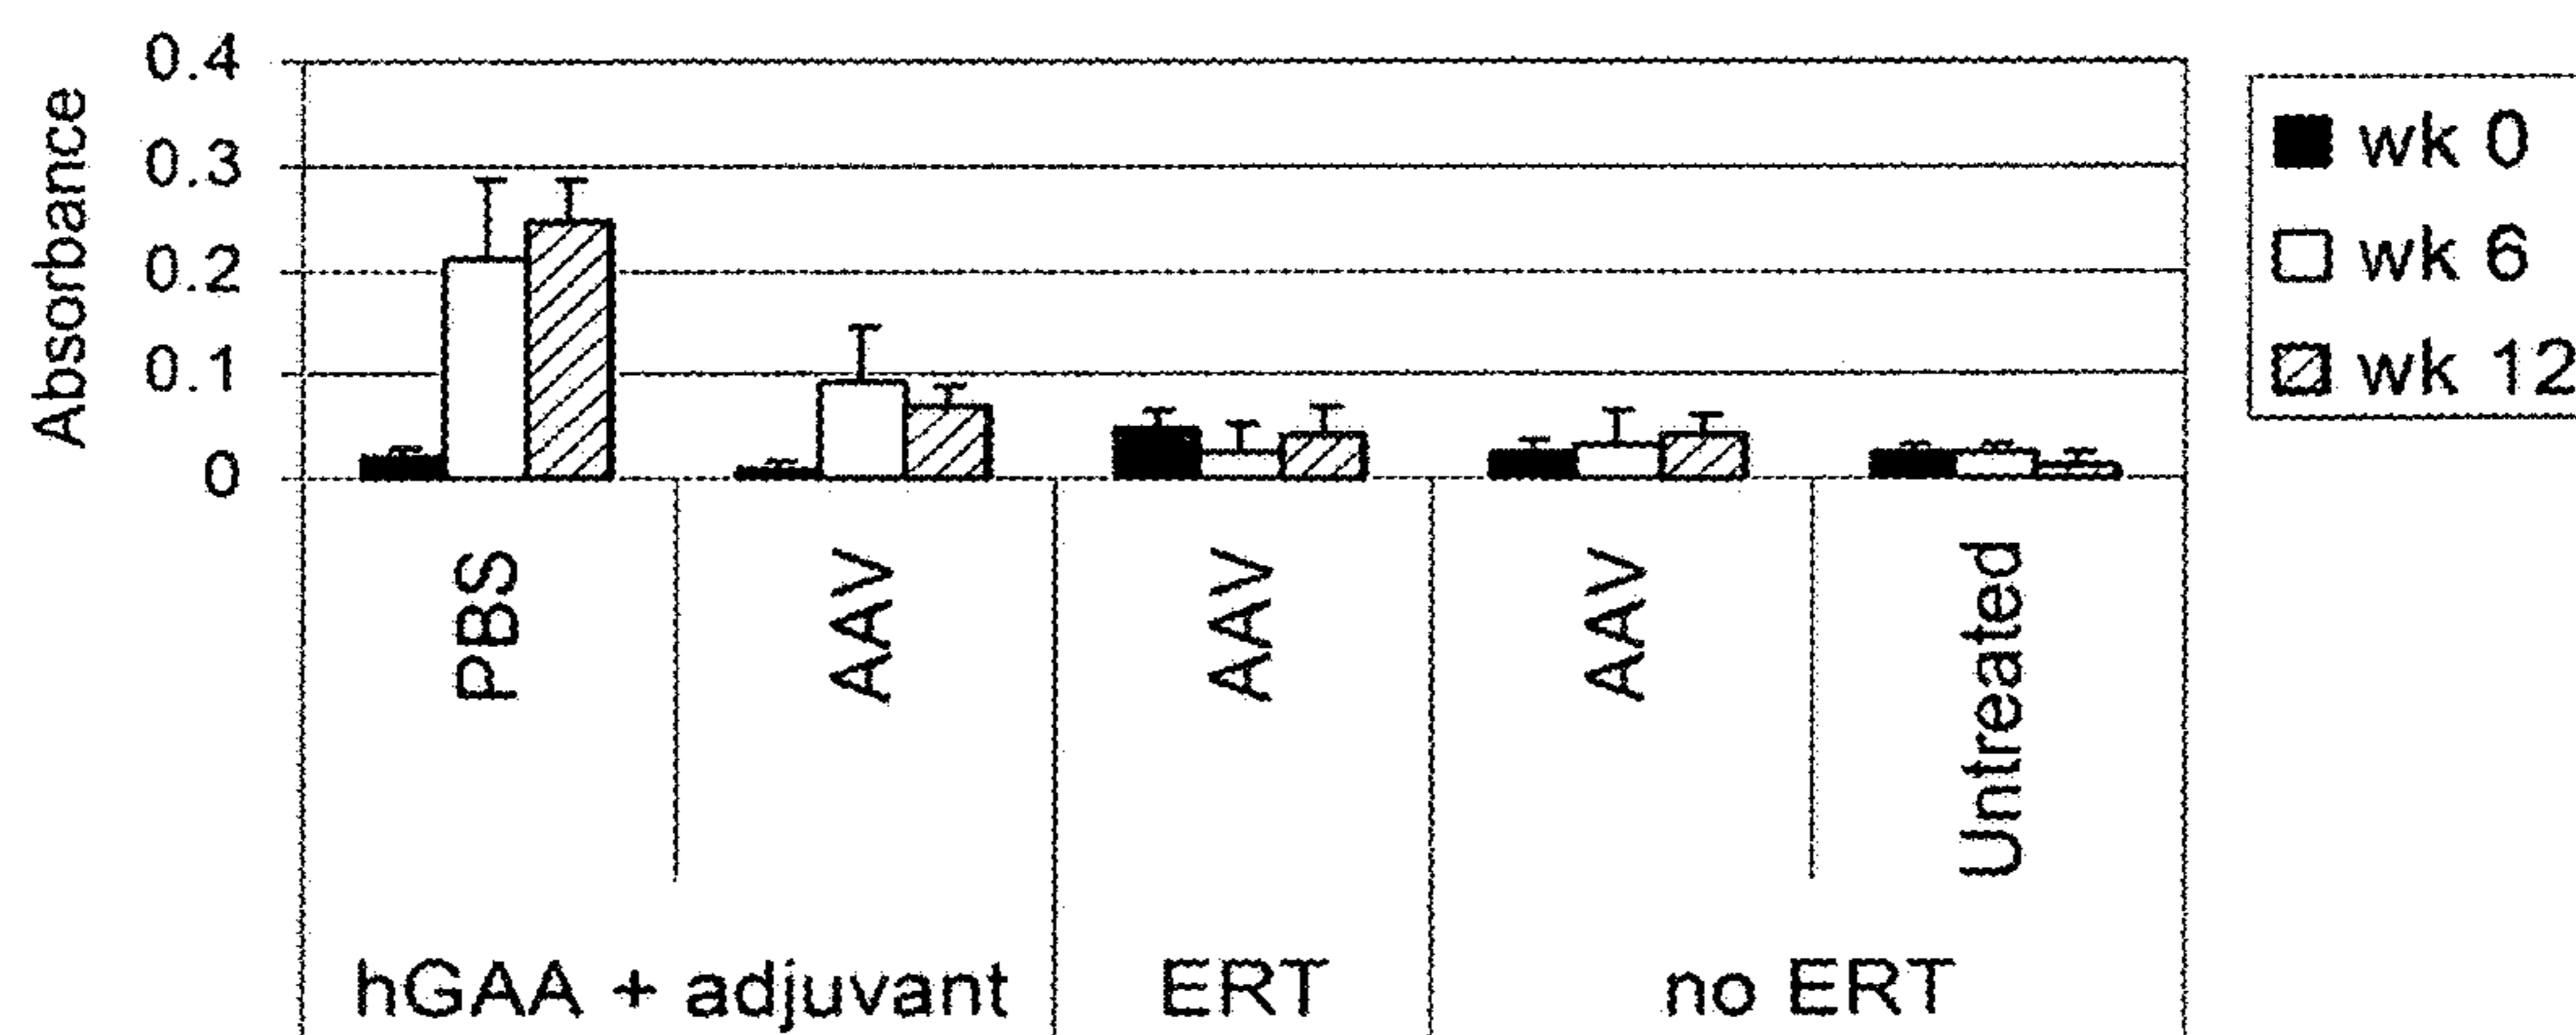 Absorbance
0.4
0.3
0.2
0.1
0
wk 0
wk 6
wk 12
PBS
AAV
AAV
AAV
Untreated
hGAA + adjuvant
ERT
no ERT